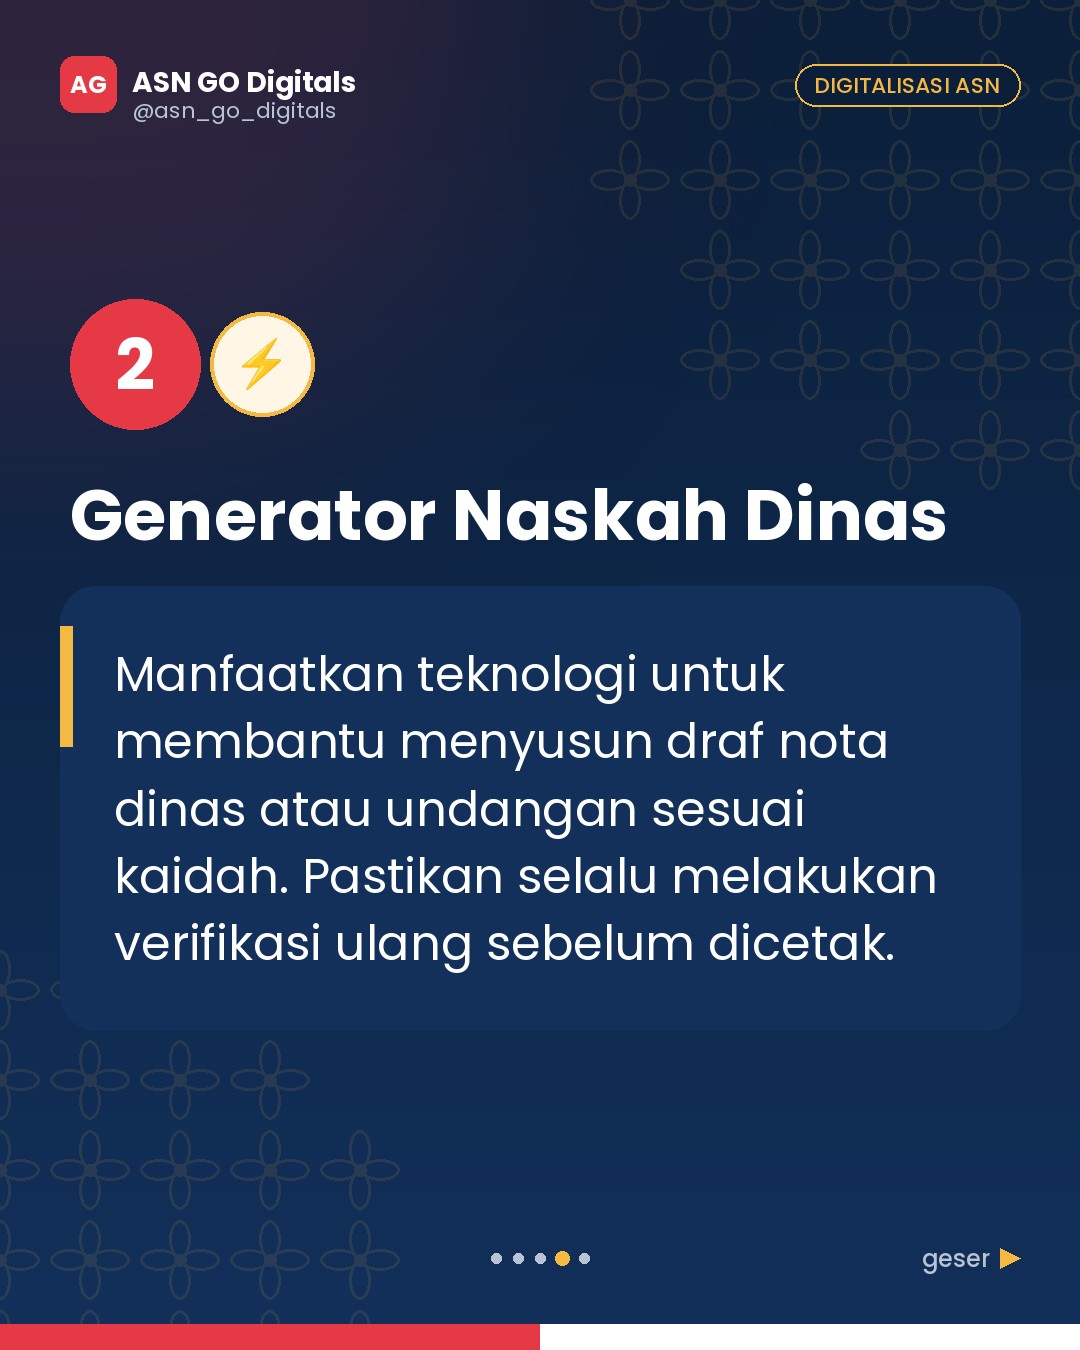 AG
ASN GO Digitals
@asn_go_digitals
DIGITALISASI ASN
2
Generator Naskah Dinas
Manfaatkan teknologi untuk
membantu menyusun draf nota
dinas atau undangan sesuai
kaidah. Pastikan selalu melakukan
verifikasi ulang sebelum dicetak.
geser